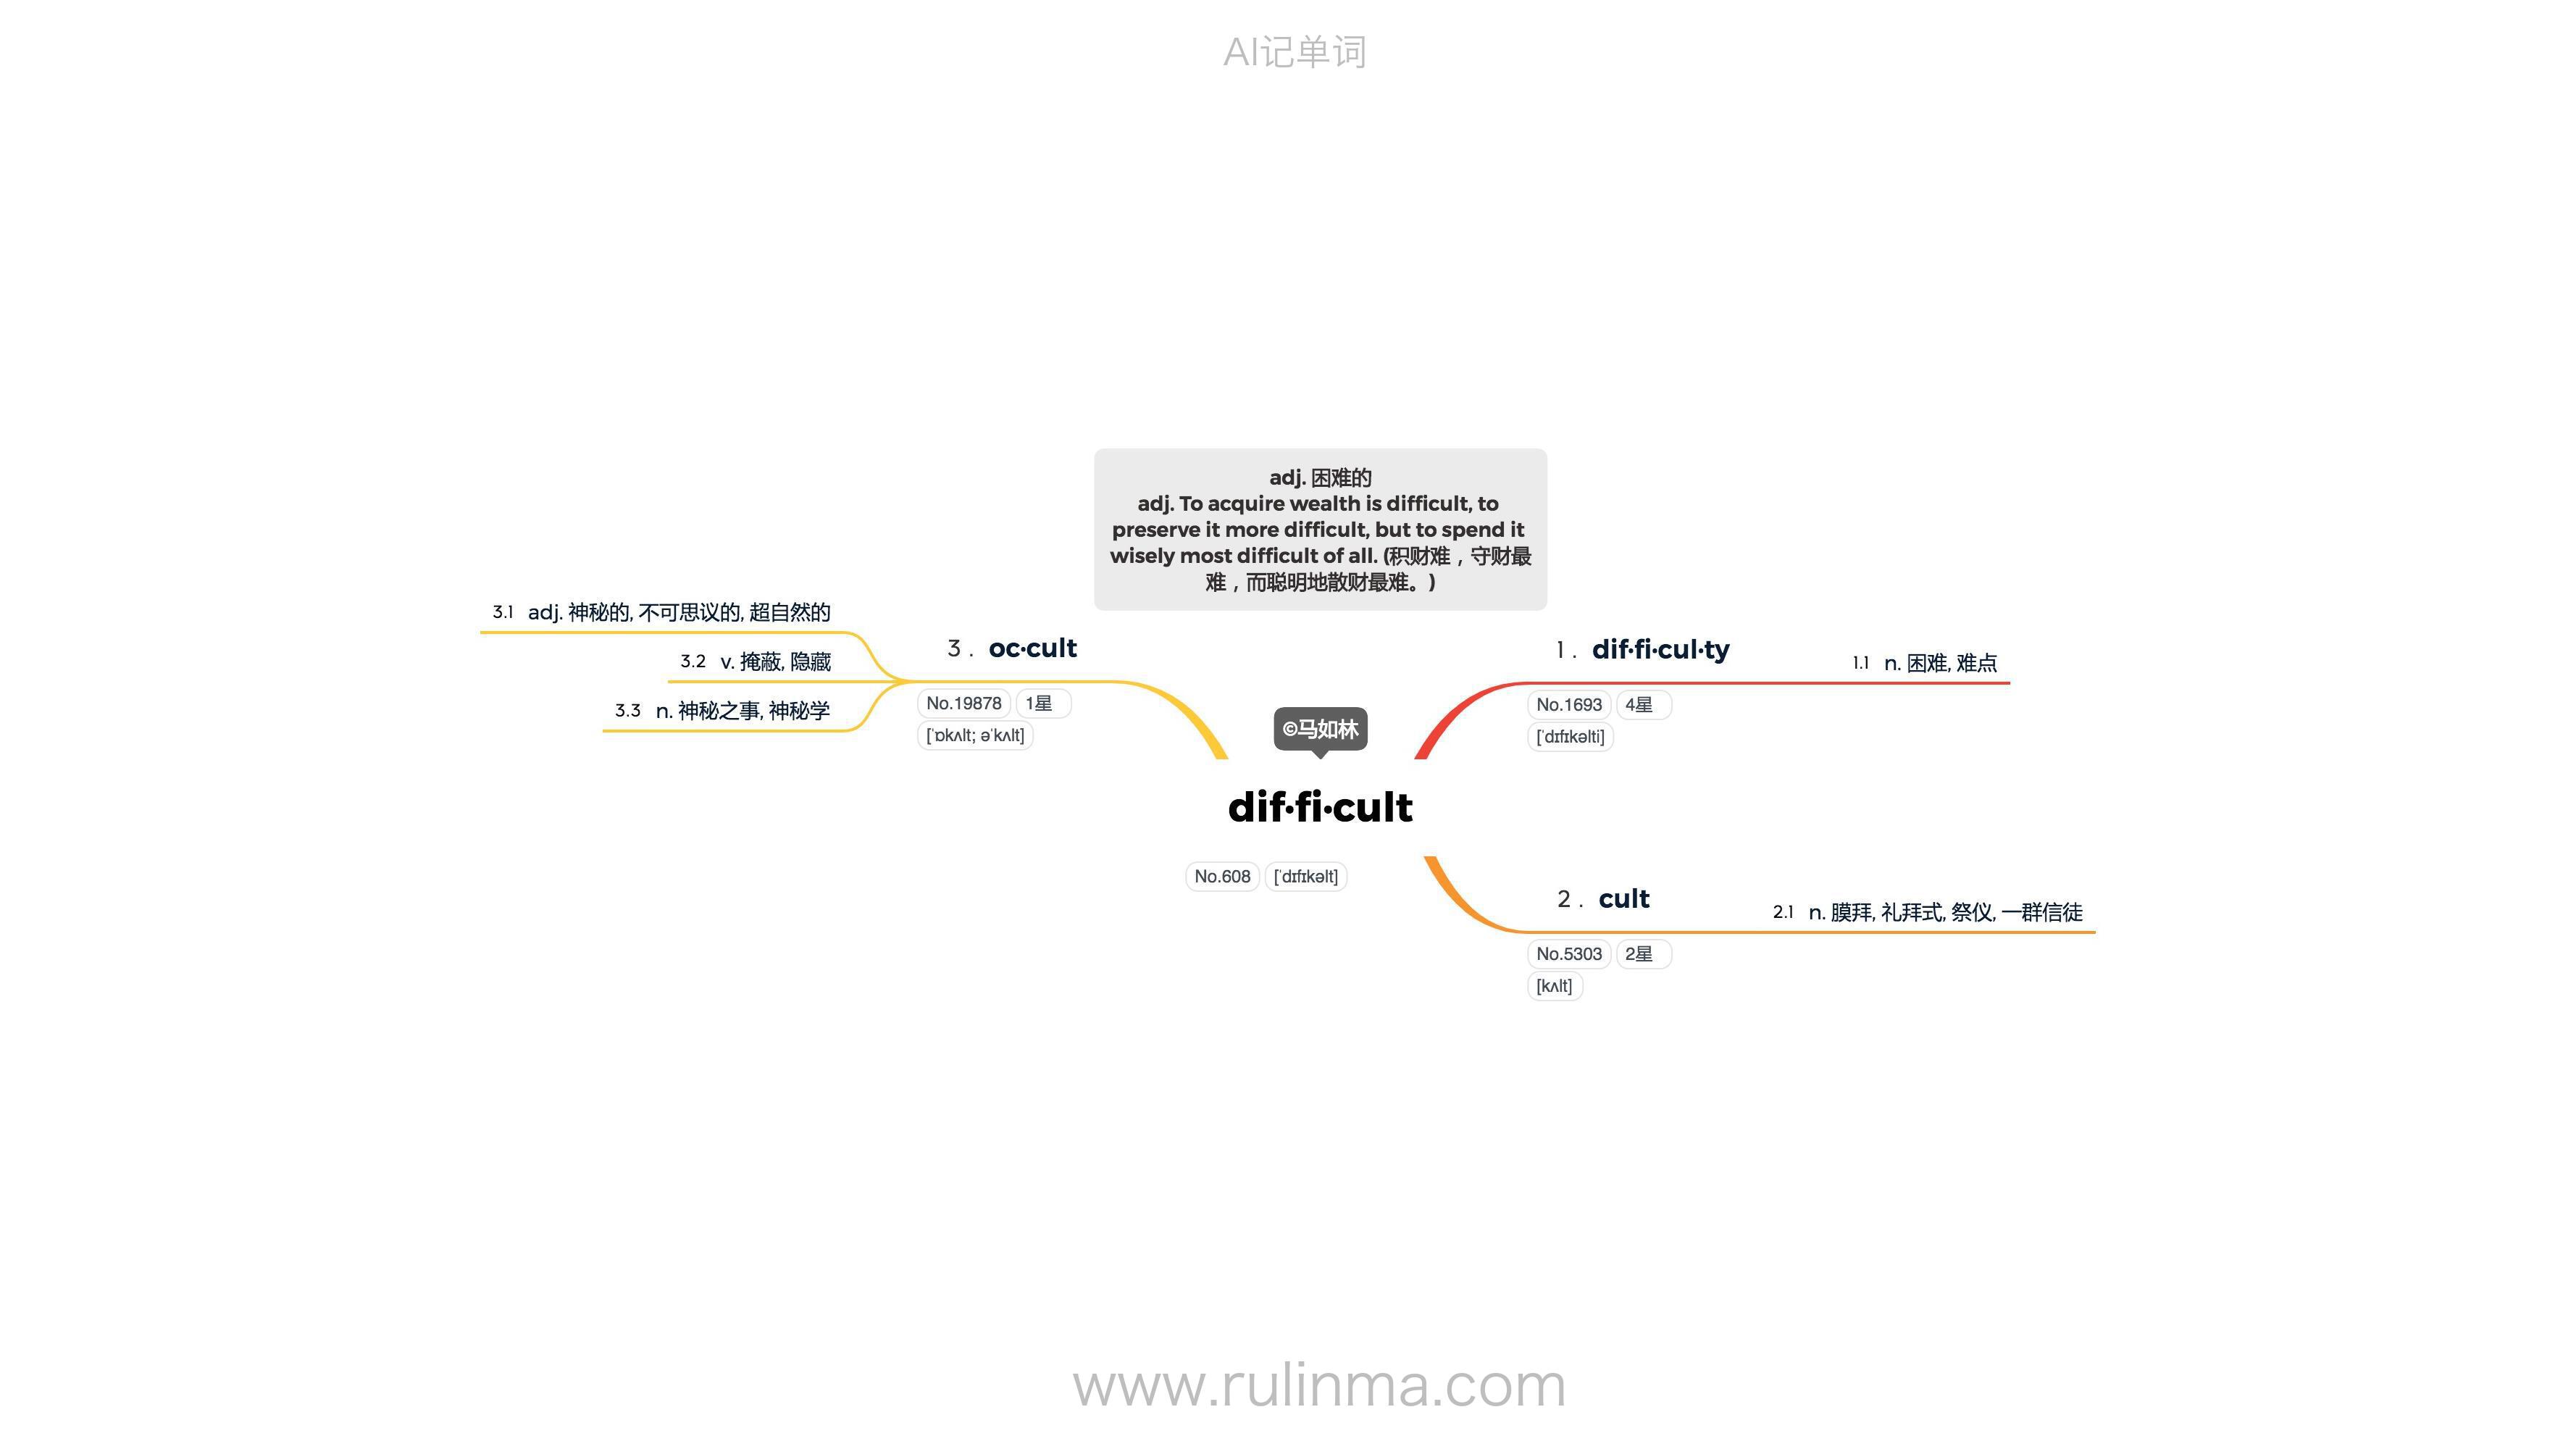 AI记单词
adj. 困难的
adj. To acquire wealth is difficult, to
preserve it more difficult, but to spend it
wisely most difficult of all. (积财难，守财最
难，而聪明地散财最难。)
3.1 adj. 神秘的, 不可思议的, 超自然的
3.2 v. 掩蔽, 隐藏
3.3 n. 神秘之事, 神秘学
3. oc·cult
No.19878 1星
[ˈɒkʌlt; əˈkʌlt]
©马如林
dif·fi·cult
No.608 [ˈdɪfɪkəlt]
1. dif·fi·cul·ty
No.1693 4星
[ˈdɪfɪkəlti]
1.1 n. 困难, 难点
2. cult
No.5303 2星
[kʌlt]
2.1 n. 膜拜, 礼拜式, 祭仪, 一群信徒
www.rulinma.com